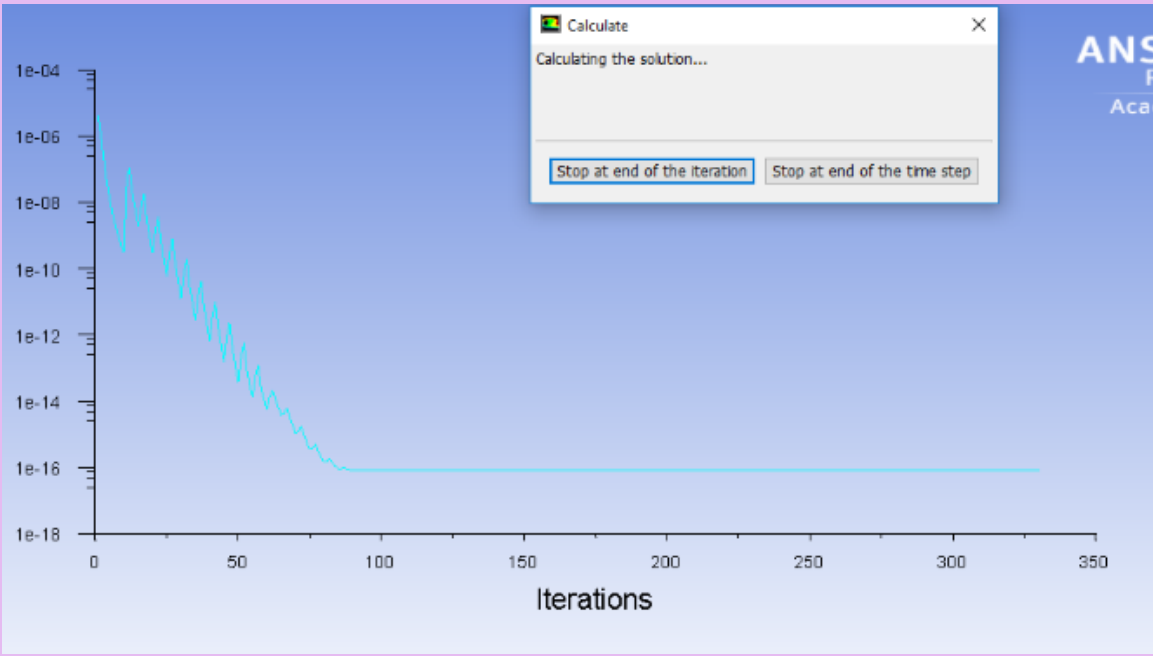 Calculate
Calculating the solution...
Stop at end of the iteration
Stop at end of the time step
ANS
Aca
1e-04
1e-06
1e-08
1e-10
1e-12
1e-14
1e-16
1e-18
0 50 100 150 200 250 300 350
Iterations